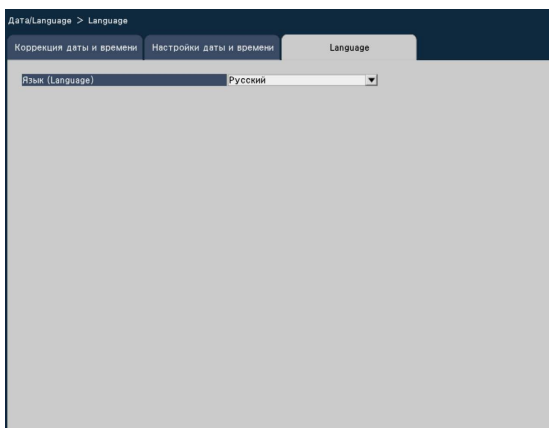 Дата/Language > Language
Коррекция даты и времени Настройки даты и времени Language
Язык (Language) Русский